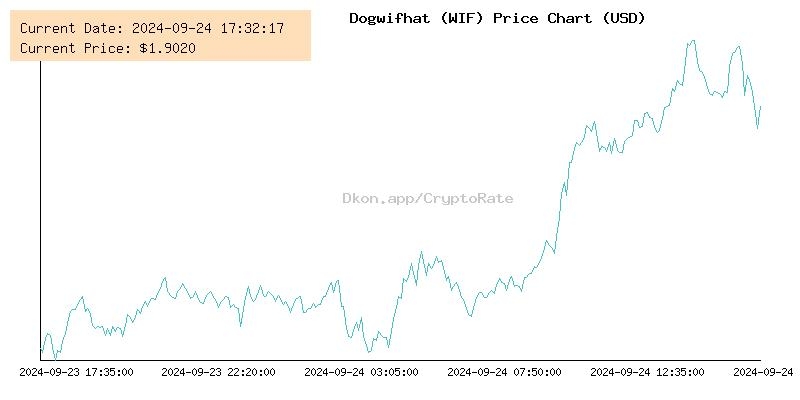 Dogwifhat (WIF) Price Chart (USD)
Current Date: 2024-09-24 17:32:17
Current Price: $1.9020
Dkon.app/CryptoRate
2024-09-23 17:35:00 2024-09-23 22:20:00 2024-09-24 03:05:00 2024-09-24 07:50:00 2024-09-24 12:35:00 2024-09-24